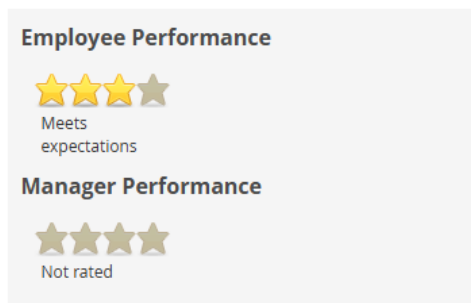 Employee Performance
Meets
expectations
Manager Performance
Not rated